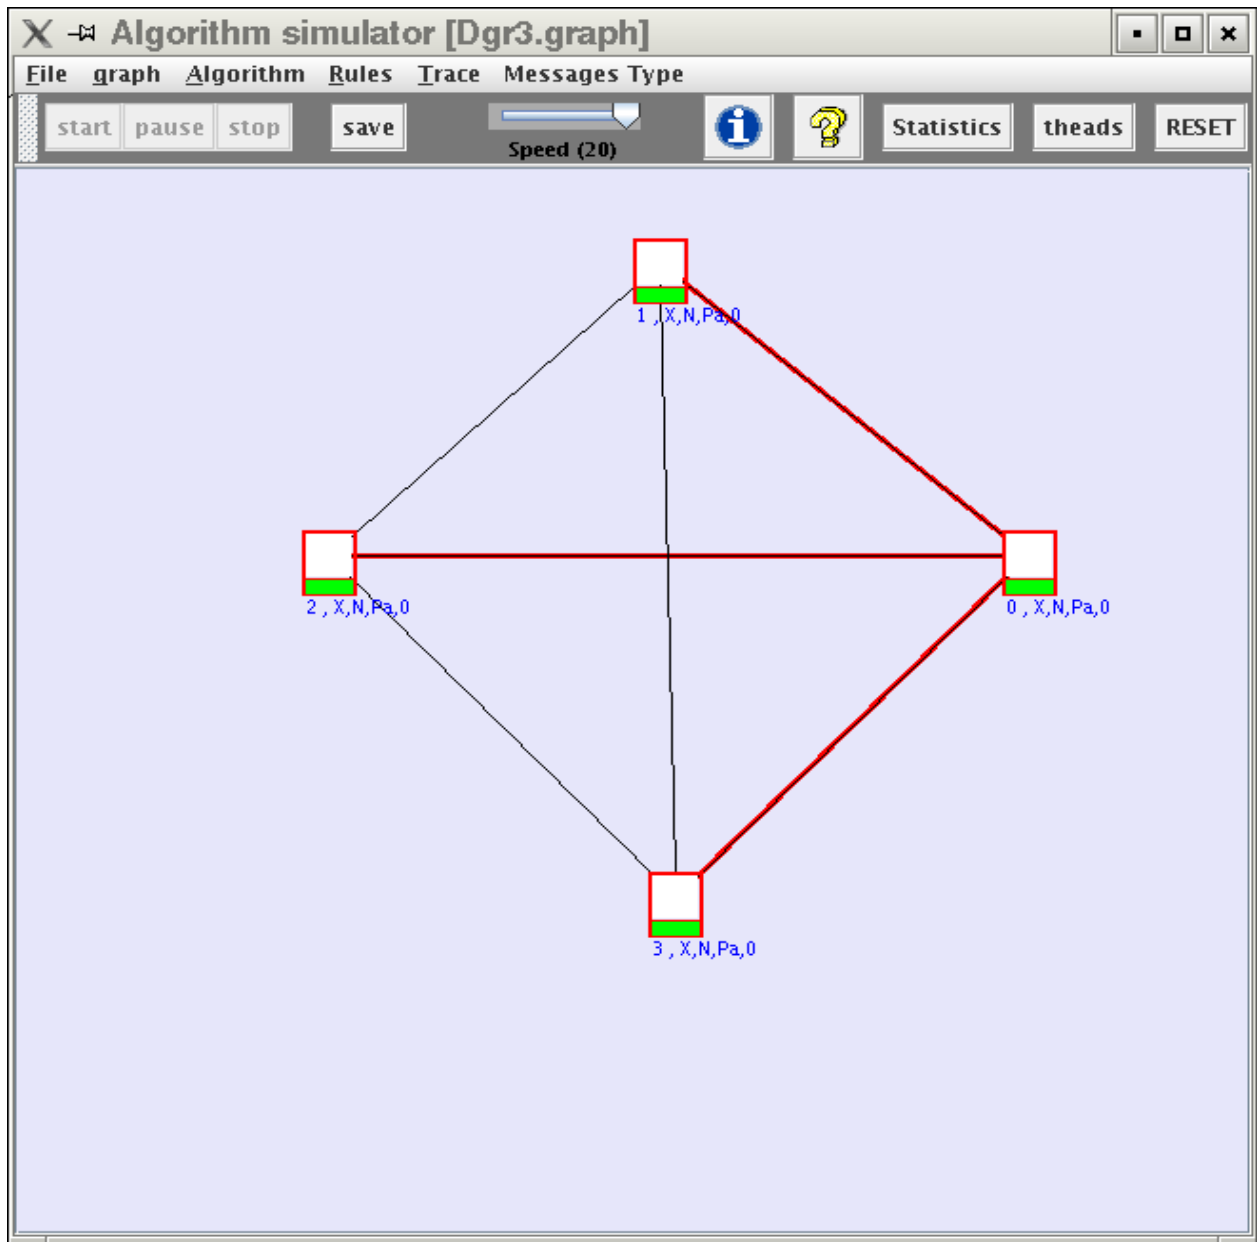 Algorithm simulator [Dgr3.graph]
File graph Algorithm Rules Trace Messages Type
start pause stop save Speed (20) i ? Statistics theads RESET
1 , X,N,Pa,0
2 , X,N,Pa,0
0 , X,N,Pa,0
3 , X,N,Pa,0